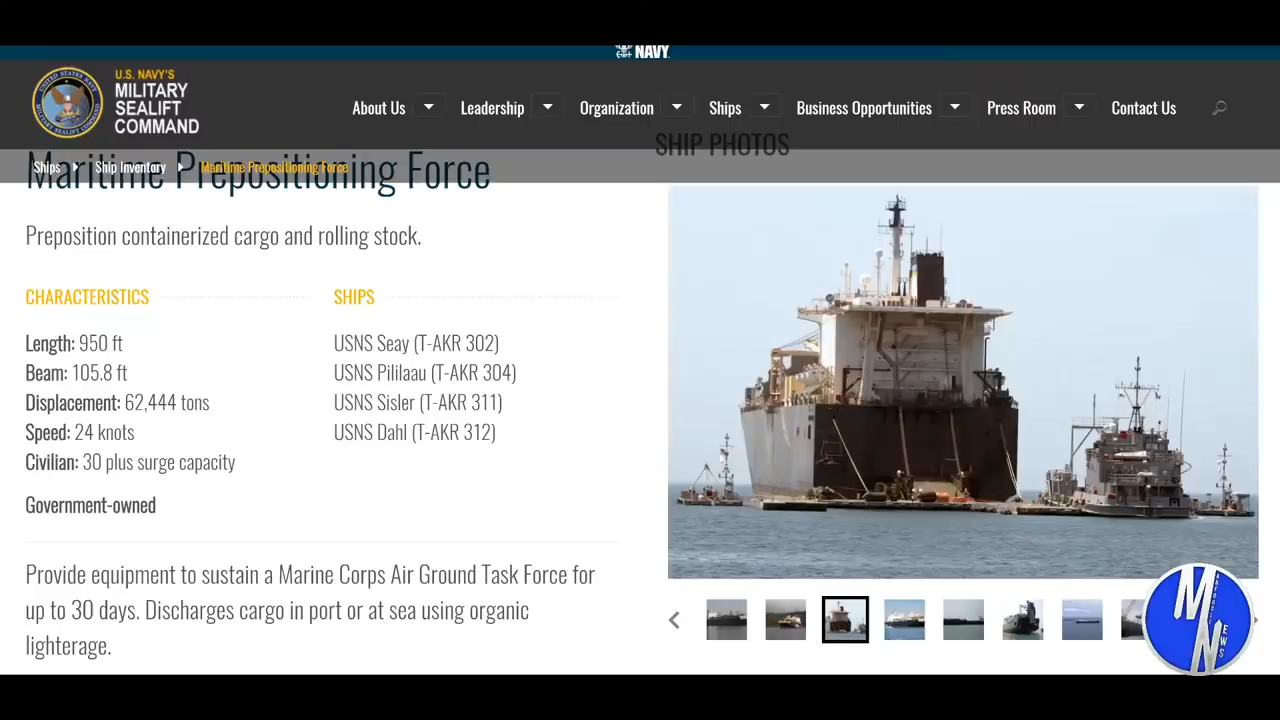 NAVY
U.S. NAVY'S
MILITARY
SEALIFT
COMMAND
About Us
Leadership
Organization
Ships
Business Opportunities
Press Room
Contact Us
SHIP PHOTOS
Ships
Ship Inventory
Maritime Prepositioning Force
Maritime Prepositioning Force
Preposition containerized cargo and rolling stock.
CHARACTERISTICS
Length: 950 ft
Beam: 105.8 ft
Displacement: 62,444 tons
Speed: 24 knots
Civilian: 30 plus surge capacity
Government-owned
SHIPS
USNS Seay (T-AKR 302)
USNS Pililaau (T-AKR 304)
USNS Sisler (T-AKR 311)
USNS Dahl (T-AKR 312)
Provide equipment to sustain a Marine Corps Air Ground Task Force for
up to 30 days. Discharges cargo in port or at sea using organic
lighterage.
M
N
EWS